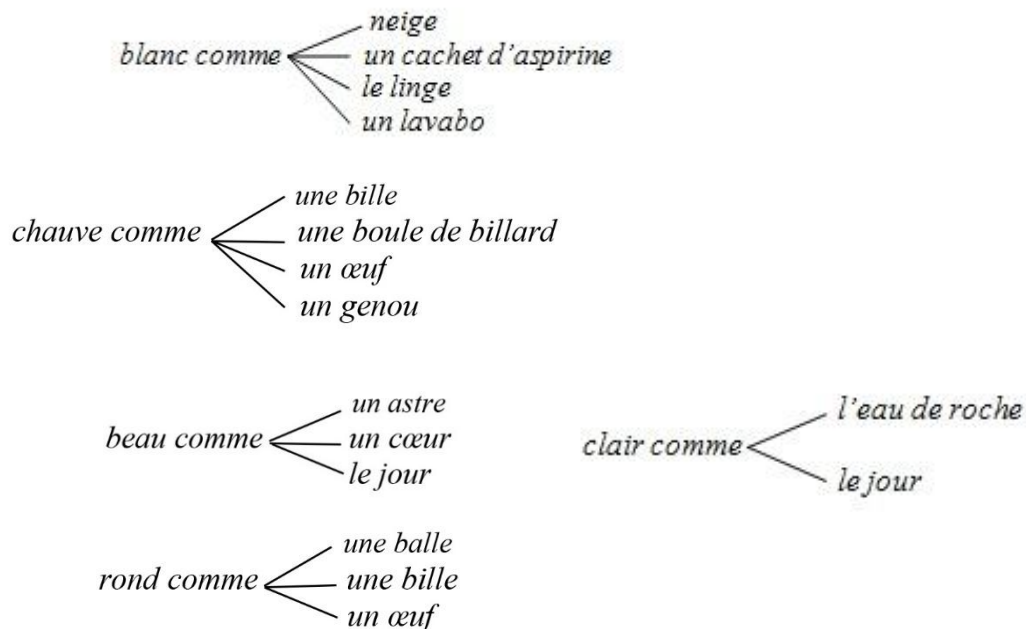 neige
blanc comme un cachet d'aspirine
le linge
un lavabo
une bille
chauve comme une boule de billard
un œuf
un genou
un astre
beau comme un cœur
le jour
l'eau de roche
clair comme
le jour
une balle
rond comme une bille
un œuf